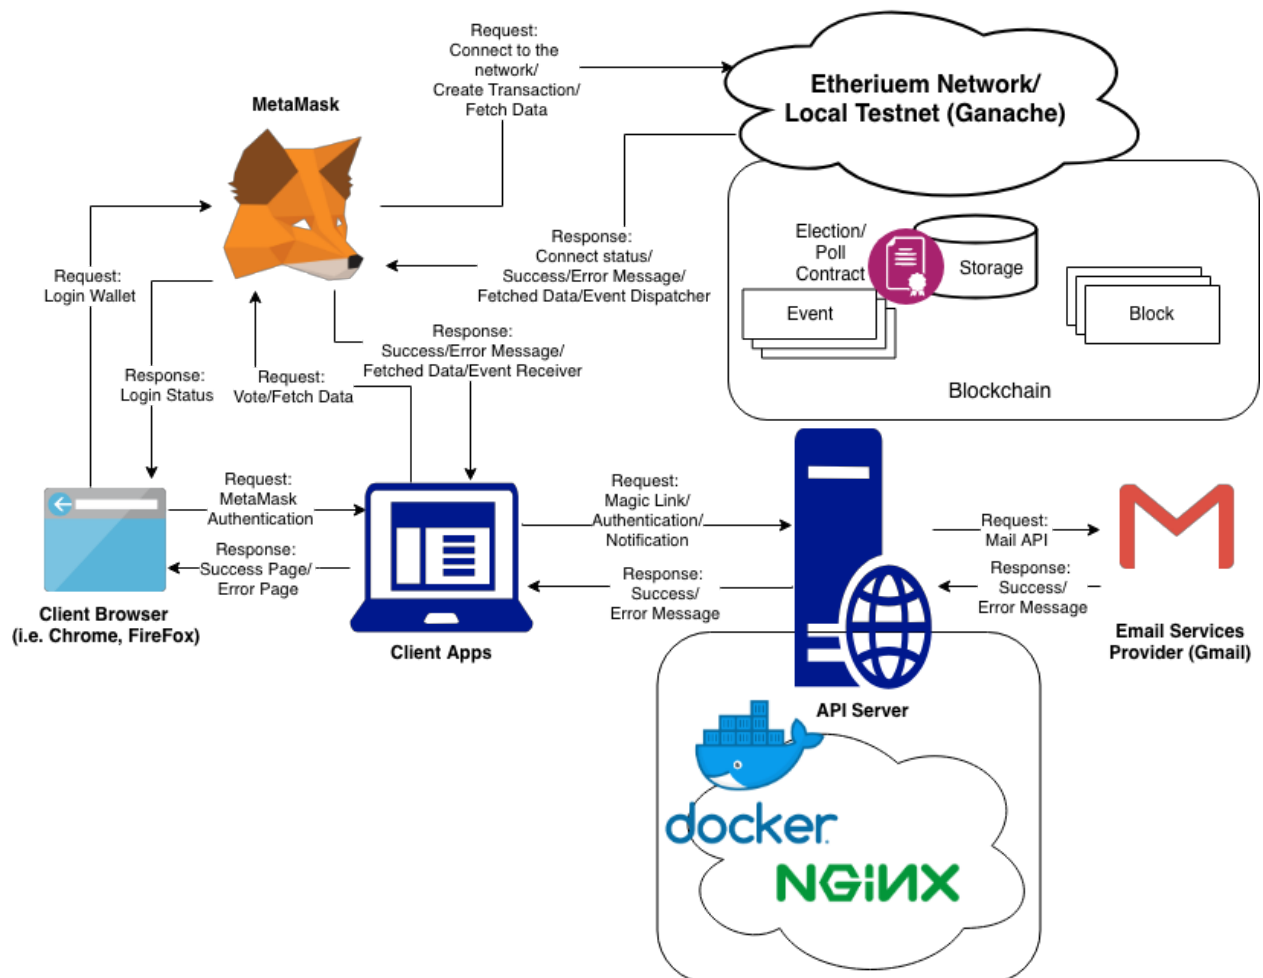 Request:
Connect to the
network/
Create Transaction/
Fetch Data
Etheriuem Network/
Local Testnet (Ganache)
MetaMask
Election/
Poll
Contract
Storage
Event
Block
Blockchain
Response:
Connect status/
Success/Error Message/
Fetched Data/Event Dispatcher
Request:
Login Wallet
Response:
Login Status
Request:
Vote/Fetch Data
Response:
Success/Error Message/
Fetched Data/Event Receiver
Request:
MetaMask
Authentication
Response:
Success Page/
Error Page
Client Browser
(i.e. Chrome, FireFox)
Client Apps
Request:
Magic Link/
Authentication/
Notification
Response:
Success/
Error Message
Request:
Mail API
Response:
Success/
Error Message
Email Services
Provider (Gmail)
API Server
docker
NGINX